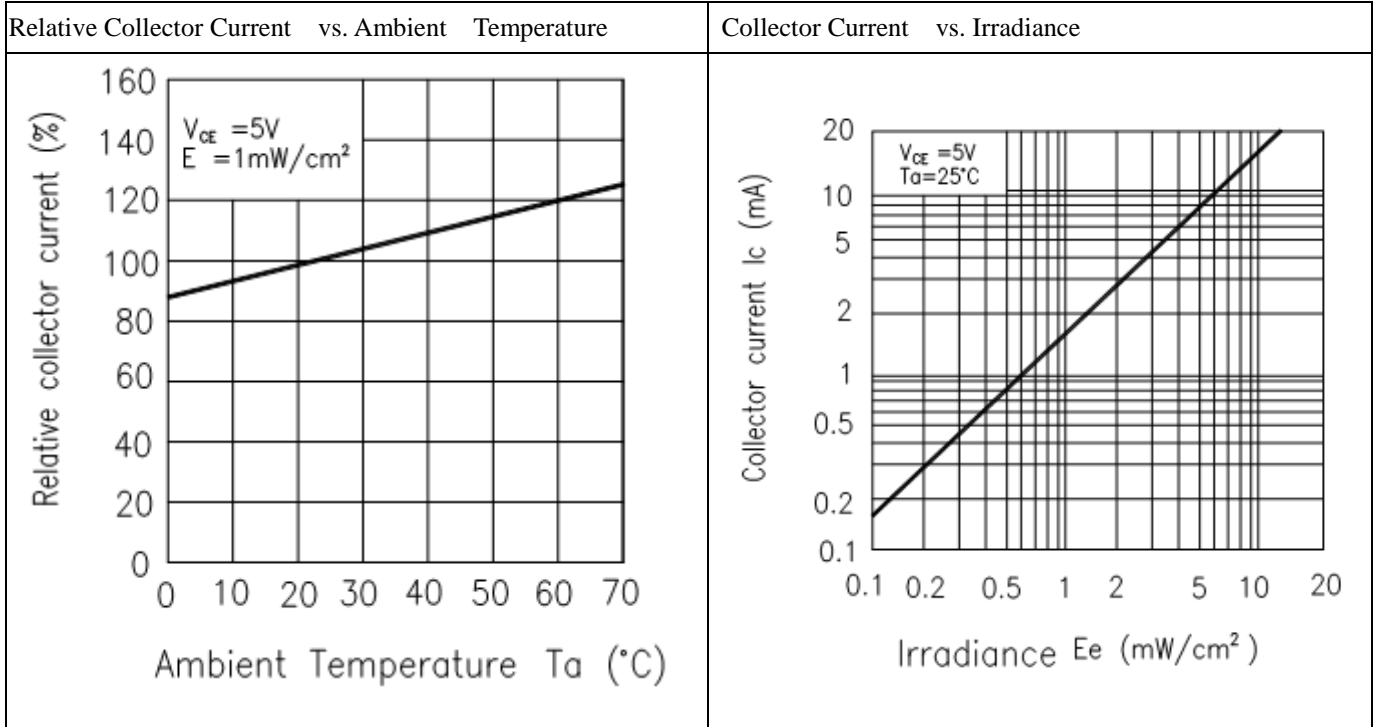 Relative Collector Current vs. Ambient Temperature
Collector Current vs. Irradiance
Relative collector current (%)
160
140
120
100
80
60
40
20
0
V_CE =5V
E =1mW/cm²
0 10 20 30 40 50 60 70
Ambient Temperature Ta (°C)
Collector current Ic (mA)
20
10
5
2
1
0.5
0.2
0.1
V_CE =5V
Ta=25°C
0.1 0.2 0.5 1 2 5 10 20
Irradiance Ee (mW/cm²)